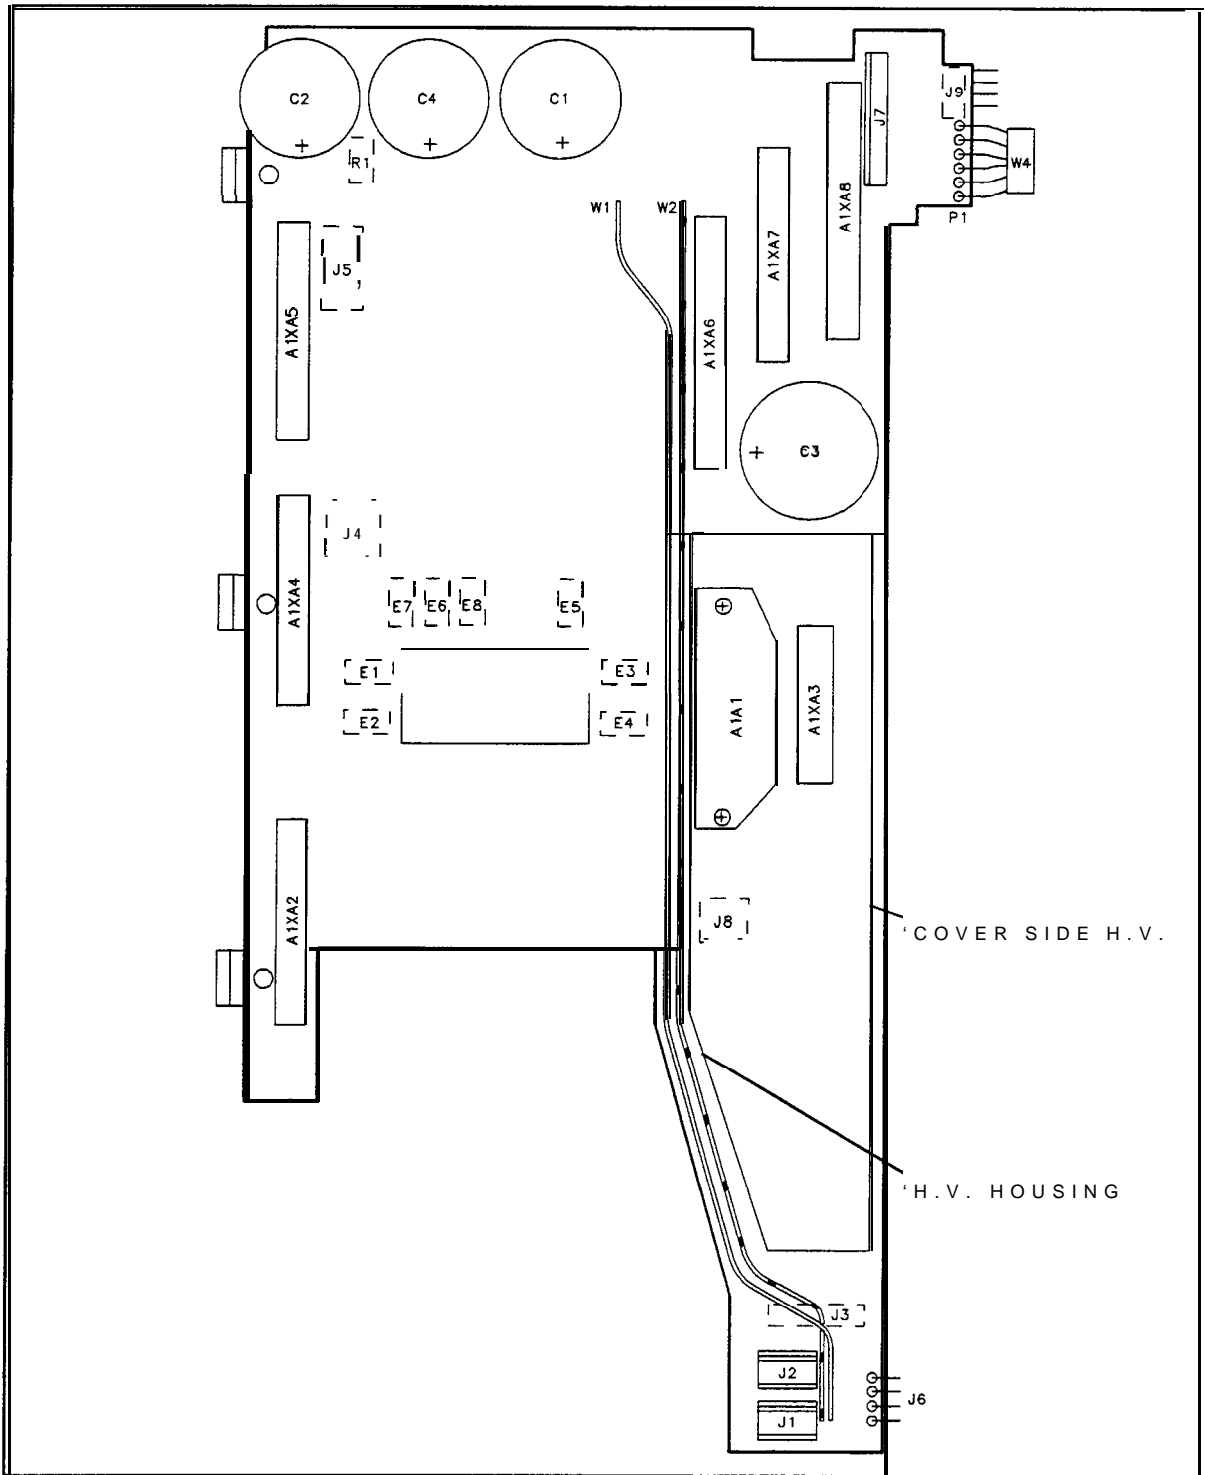 C2
C4
C1
J7
J9
R1
W4
A1XA8
P1
W1
W2
A1XA7
J5
A1XA5
A1XA6
C3
J4
A1XA4
E7
E6
E8
E5
E1
E3
E2
E4
A1A1
A1XA3
A1XA2
J8
'COVER SIDE H.V.
'H.V. HOUSING
J3
J2
J6
J1